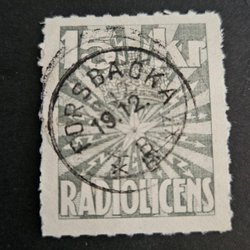 15 kr
FORSBACKA
19.12.
RADIOLICENS